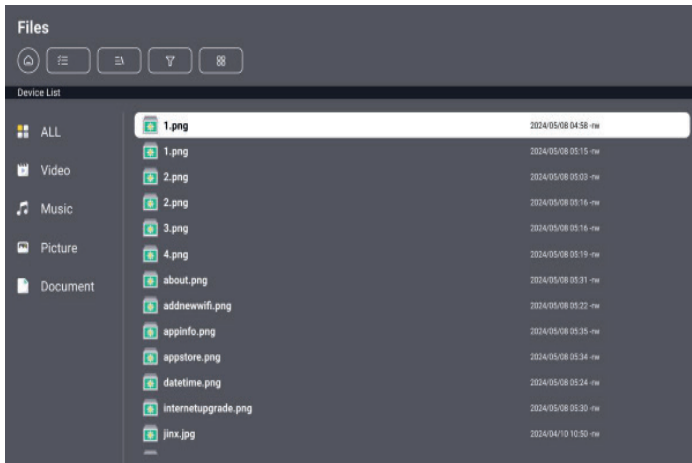 Files
Device List
ALL
Video
Music
Picture
Document
1.png 2024/05/08 04:58 -rw
1.png 2024/05/08 05:15 -rw
2.png 2024/05/08 05:03 -rw
2.png 2024/05/08 05:16 -rw
3.png 2024/05/08 05:16 -rw
4.png 2024/05/08 05:19 -rw
about.png 2024/05/08 05:31 -rw
addnewwifi.png 2024/05/08 05:22 -rw
appinfo.png 2024/05/08 05:35 -rw
appstore.png 2024/05/08 05:34 -rw
datetime.png 2024/05/08 05:24 -rw
internetupgrade.png 2024/05/08 05:30 -rw
jinx.jpg 2024/04/10 10:50 -rw